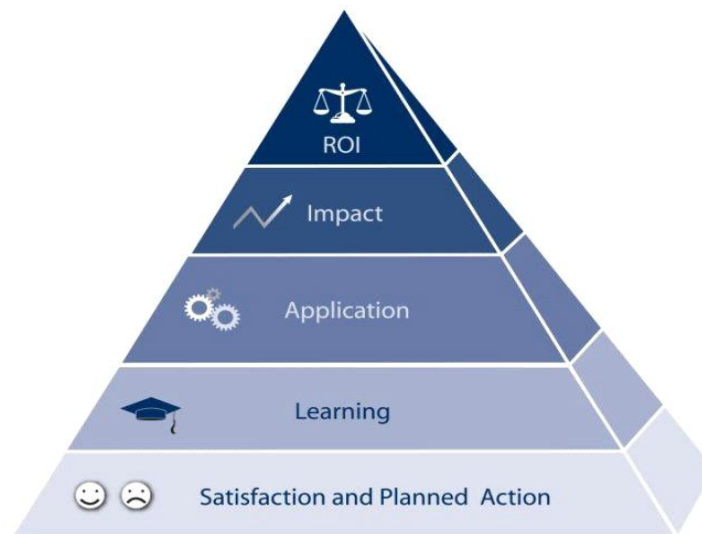 ROI
Impact
Application
Learning
Satisfaction and Planned Action